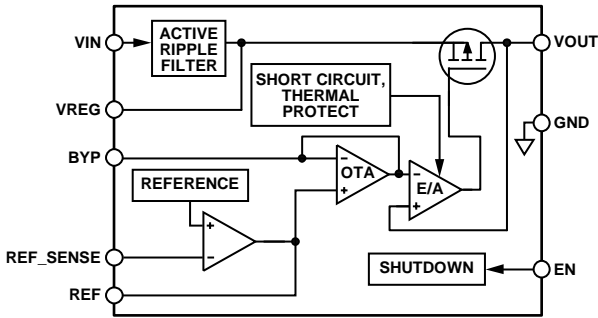 VIN
ACTIVE
RIPPLE
FILTER
VOUT
SHORT CIRCUIT,
THERMAL
PROTECT
VREG
GND
BYP
–
OTA
+
–
E/A
+
REFERENCE
+
–
REF_SENSE
SHUTDOWN
EN
REF